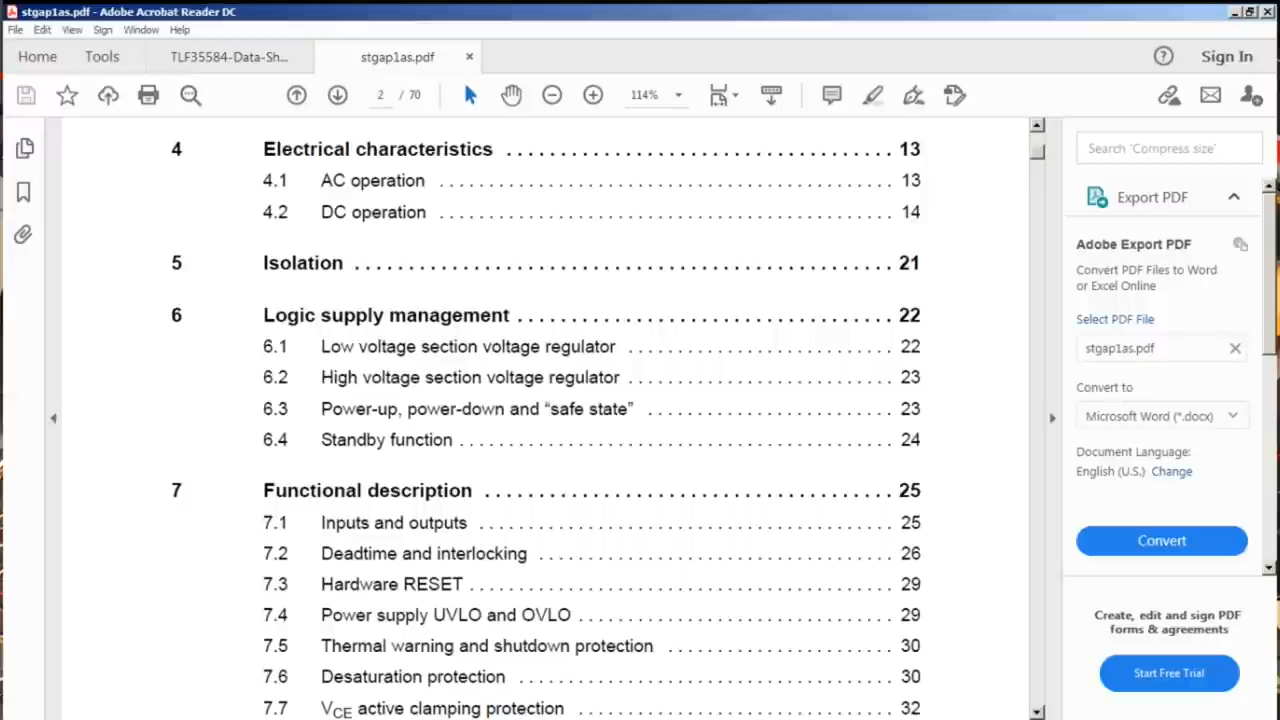 stgap1as.pdf - Adobe Acrobat Reader DC
File Edit View Sign Window Help
Home Tools TLF35584-Data-Sh... stgap1as.pdf × ? Sign In
2 / 70 114%
4 Electrical characteristics . . . . . . . . . . . . . . . . . . . . . . . . . . . . . 13
4.1 AC operation . . . . . . . . . . . . . . . . . . . . . . . . . . . . . . . . . . . 13
4.2 DC operation . . . . . . . . . . . . . . . . . . . . . . . . . . . . . . . . . . . 14
5 Isolation . . . . . . . . . . . . . . . . . . . . . . . . . . . . . . . . . . . . . . . . 21
6 Logic supply management . . . . . . . . . . . . . . . . . . . . . . . . . . . . 22
6.1 Low voltage section voltage regulator . . . . . . . . . . . . . . . . . . . . . 22
6.2 High voltage section voltage regulator . . . . . . . . . . . . . . . . . . . . . 23
6.3 Power-up, power-down and “safe state” . . . . . . . . . . . . . . . . . . . . 23
6.4 Standby function . . . . . . . . . . . . . . . . . . . . . . . . . . . . . . . . . 24
7 Functional description . . . . . . . . . . . . . . . . . . . . . . . . . . . . . . . 25
7.1 Inputs and outputs . . . . . . . . . . . . . . . . . . . . . . . . . . . . . . . . 25
7.2 Deadtime and interlocking . . . . . . . . . . . . . . . . . . . . . . . . . . . 26
7.3 Hardware RESET . . . . . . . . . . . . . . . . . . . . . . . . . . . . . . . . . 29
7.4 Power supply UVLO and OVLO . . . . . . . . . . . . . . . . . . . . . . . . . 29
7.5 Thermal warning and shutdown protection . . . . . . . . . . . . . . . . . . 30
7.6 Desaturation protection . . . . . . . . . . . . . . . . . . . . . . . . . . . . . 30
7.7 VCE active clamping protection . . . . . . . . . . . . . . . . . . . . . . . . . 32
Search 'Compress size'
Export PDF
Adobe Export PDF
Convert PDF Files to Word
or Excel Online
Select PDF File
stgap1as.pdf ×
Convert to
Microsoft Word (*.docx)
Document Language:
English (U.S.) Change
Convert
Create, edit and sign PDF
forms & agreements
Start Free Trial